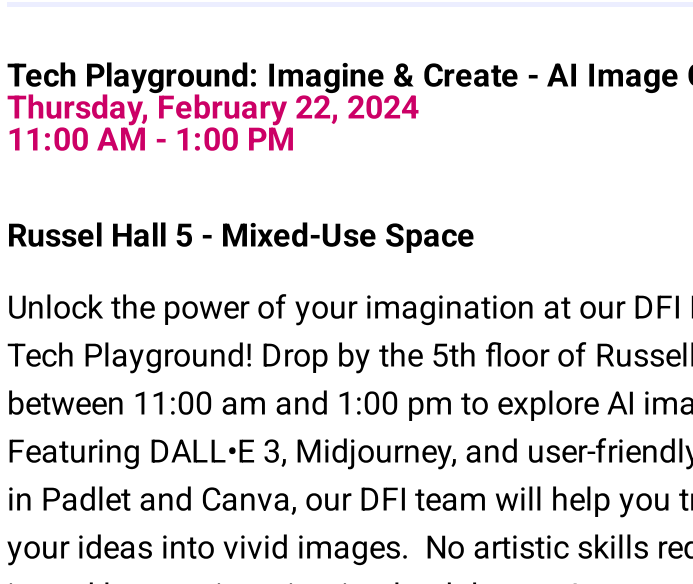 Tech Playground: Imagine & Create - AI Image
Thursday, February 22, 2024
11:00 AM - 1:00 PM
Russel Hall 5 - Mixed-Use Space
Unlock the power of your imagination at our DFI
Tech Playground! Drop by the 5th floor of Russell
between 11:00 am and 1:00 pm to explore AI ima
Featuring DALL•E 3, Midjourney, and user-friendly
in Padlet and Canva, our DFI team will help you
your ideas into vivid images.  No artistic skills